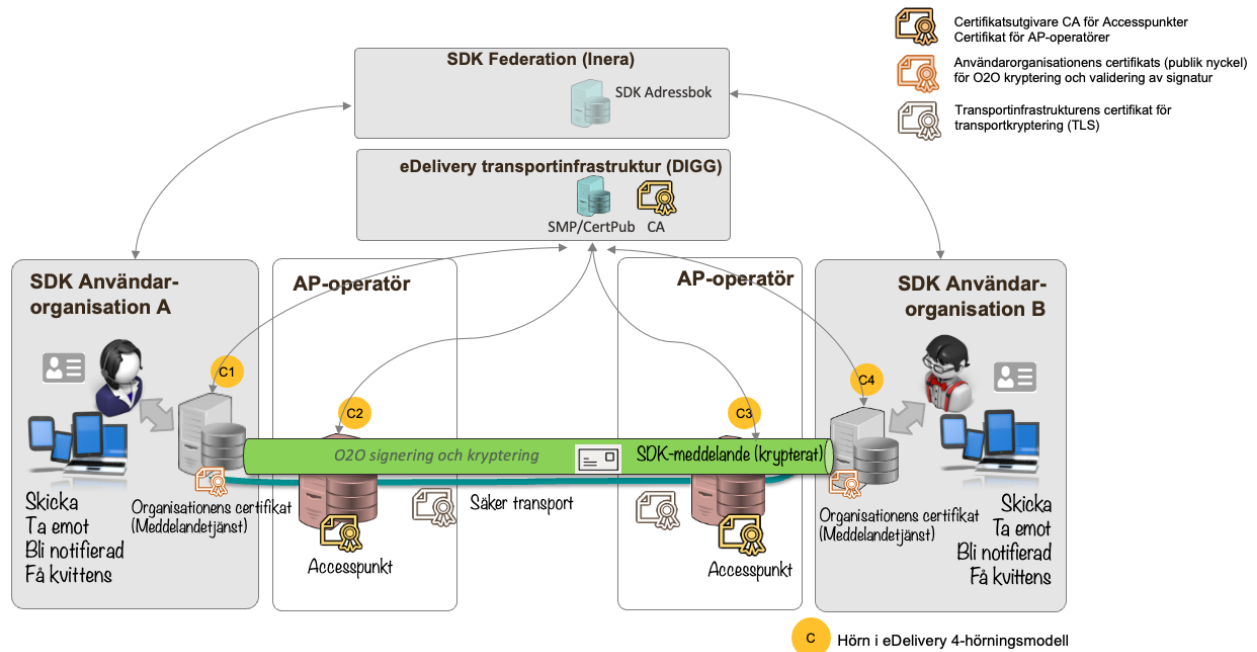 Certifikatsutgivare CA för Accesspunkter
Certifikat för AP-operatörer
Användarorganisationens certifikats (publik nyckel)
för O2O kryptering och validering av signatur
Transportinfrastrukturens certifikat för
transportkryptering (TLS)
SDK Federation (Inera)
SDK Adressbok
eDelivery transportinfrastruktur (DIGG)
SMP/CertPub
CA
SDK Användar-
organisation A
AP-operatör
AP-operatör
SDK Användar-
organisation B
C1
C2
C3
C4
O2O signering och kryptering
SDK-meddelande (krypterat)
Säker transport
Organisationens certifikat
(Meddelandetjänst)
Skicka
Ta emot
Bli notifierad
Få kvittens
Accesspunkt
Accesspunkt
Organisationens certifikat
(Meddelandetjänst)
Skicka
Ta emot
Bli notifierad
Få kvittens
C
Hörn i eDelivery 4-hörningsmodell